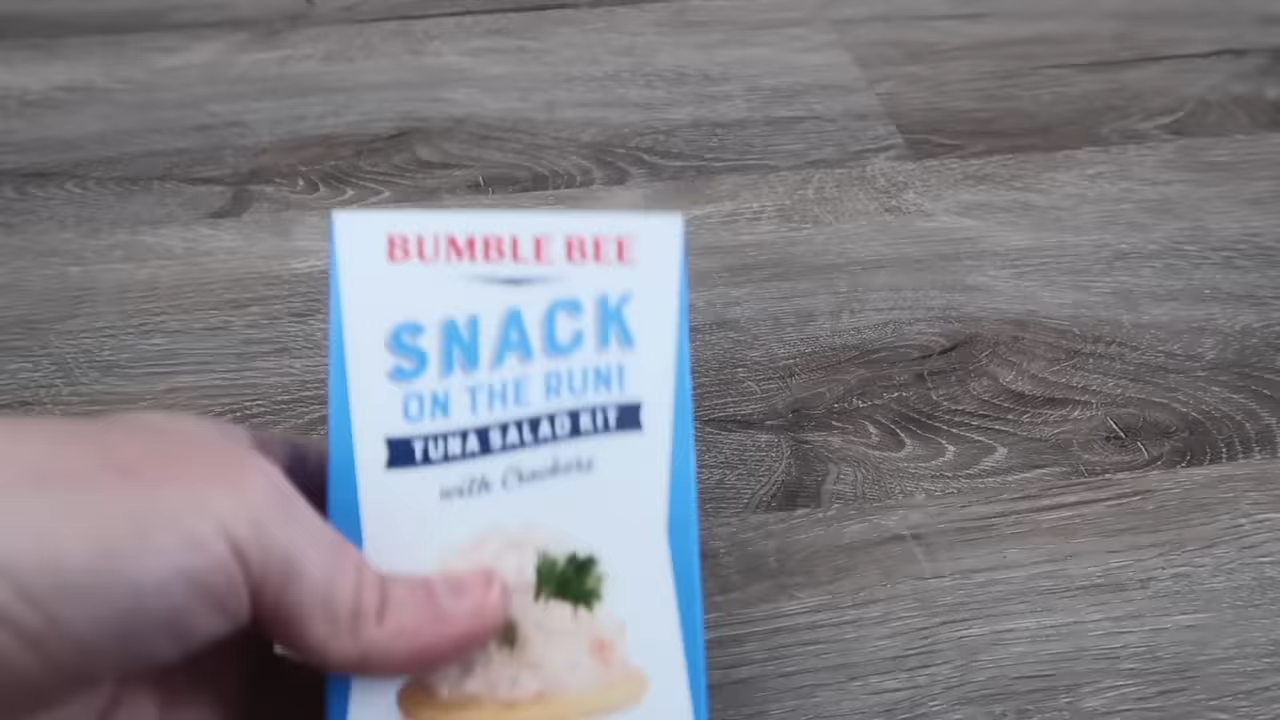 BUMBLE BEE
SNACK
ON THE RUN!
TUNA SALAD KIT
with Crackers